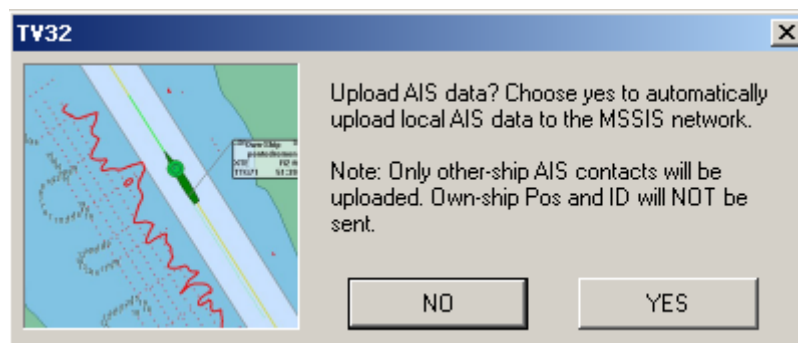 TV32
Upload AIS data? Choose yes to automatically
upload local AIS data to the MSSIS network.
Note: Only other-ship AIS contacts will be
uploaded. Own-ship Pos and ID will NOT be
sent.
Own-Ship
XTE
NO
YES